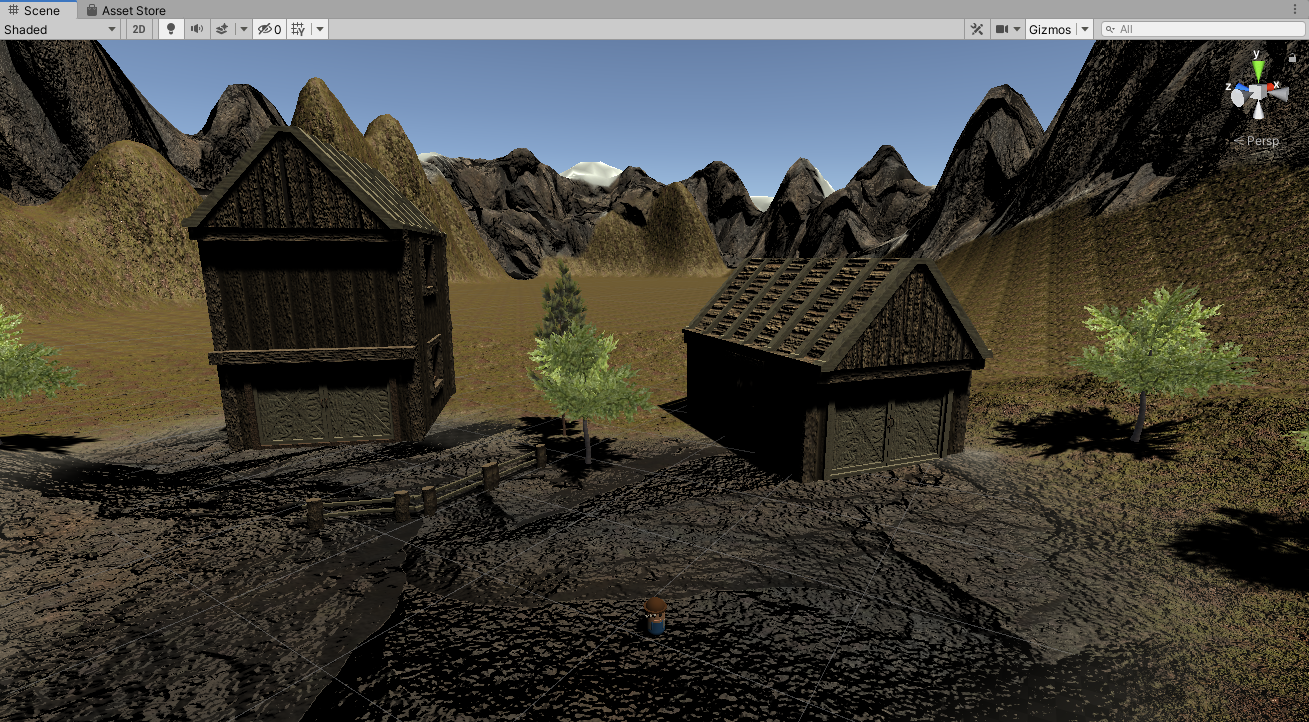 Scene Asset Store
Shaded 2D 0 Gizmos All
y
z x
Persp